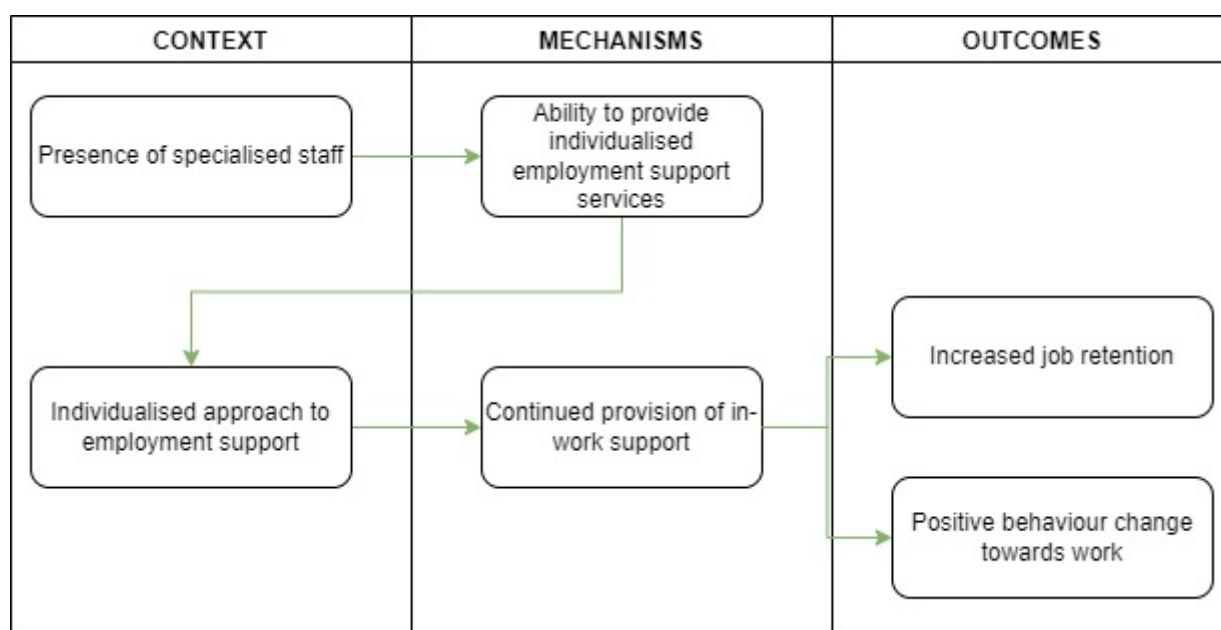 CONTEXT
MECHANISMS
OUTCOMES
Presence of specialised staff
Ability to provide
individualised
employment support
services
Individualised approach to
employment support
Continued provision of in-
work support
Increased job retention
Positive behaviour change
towards work